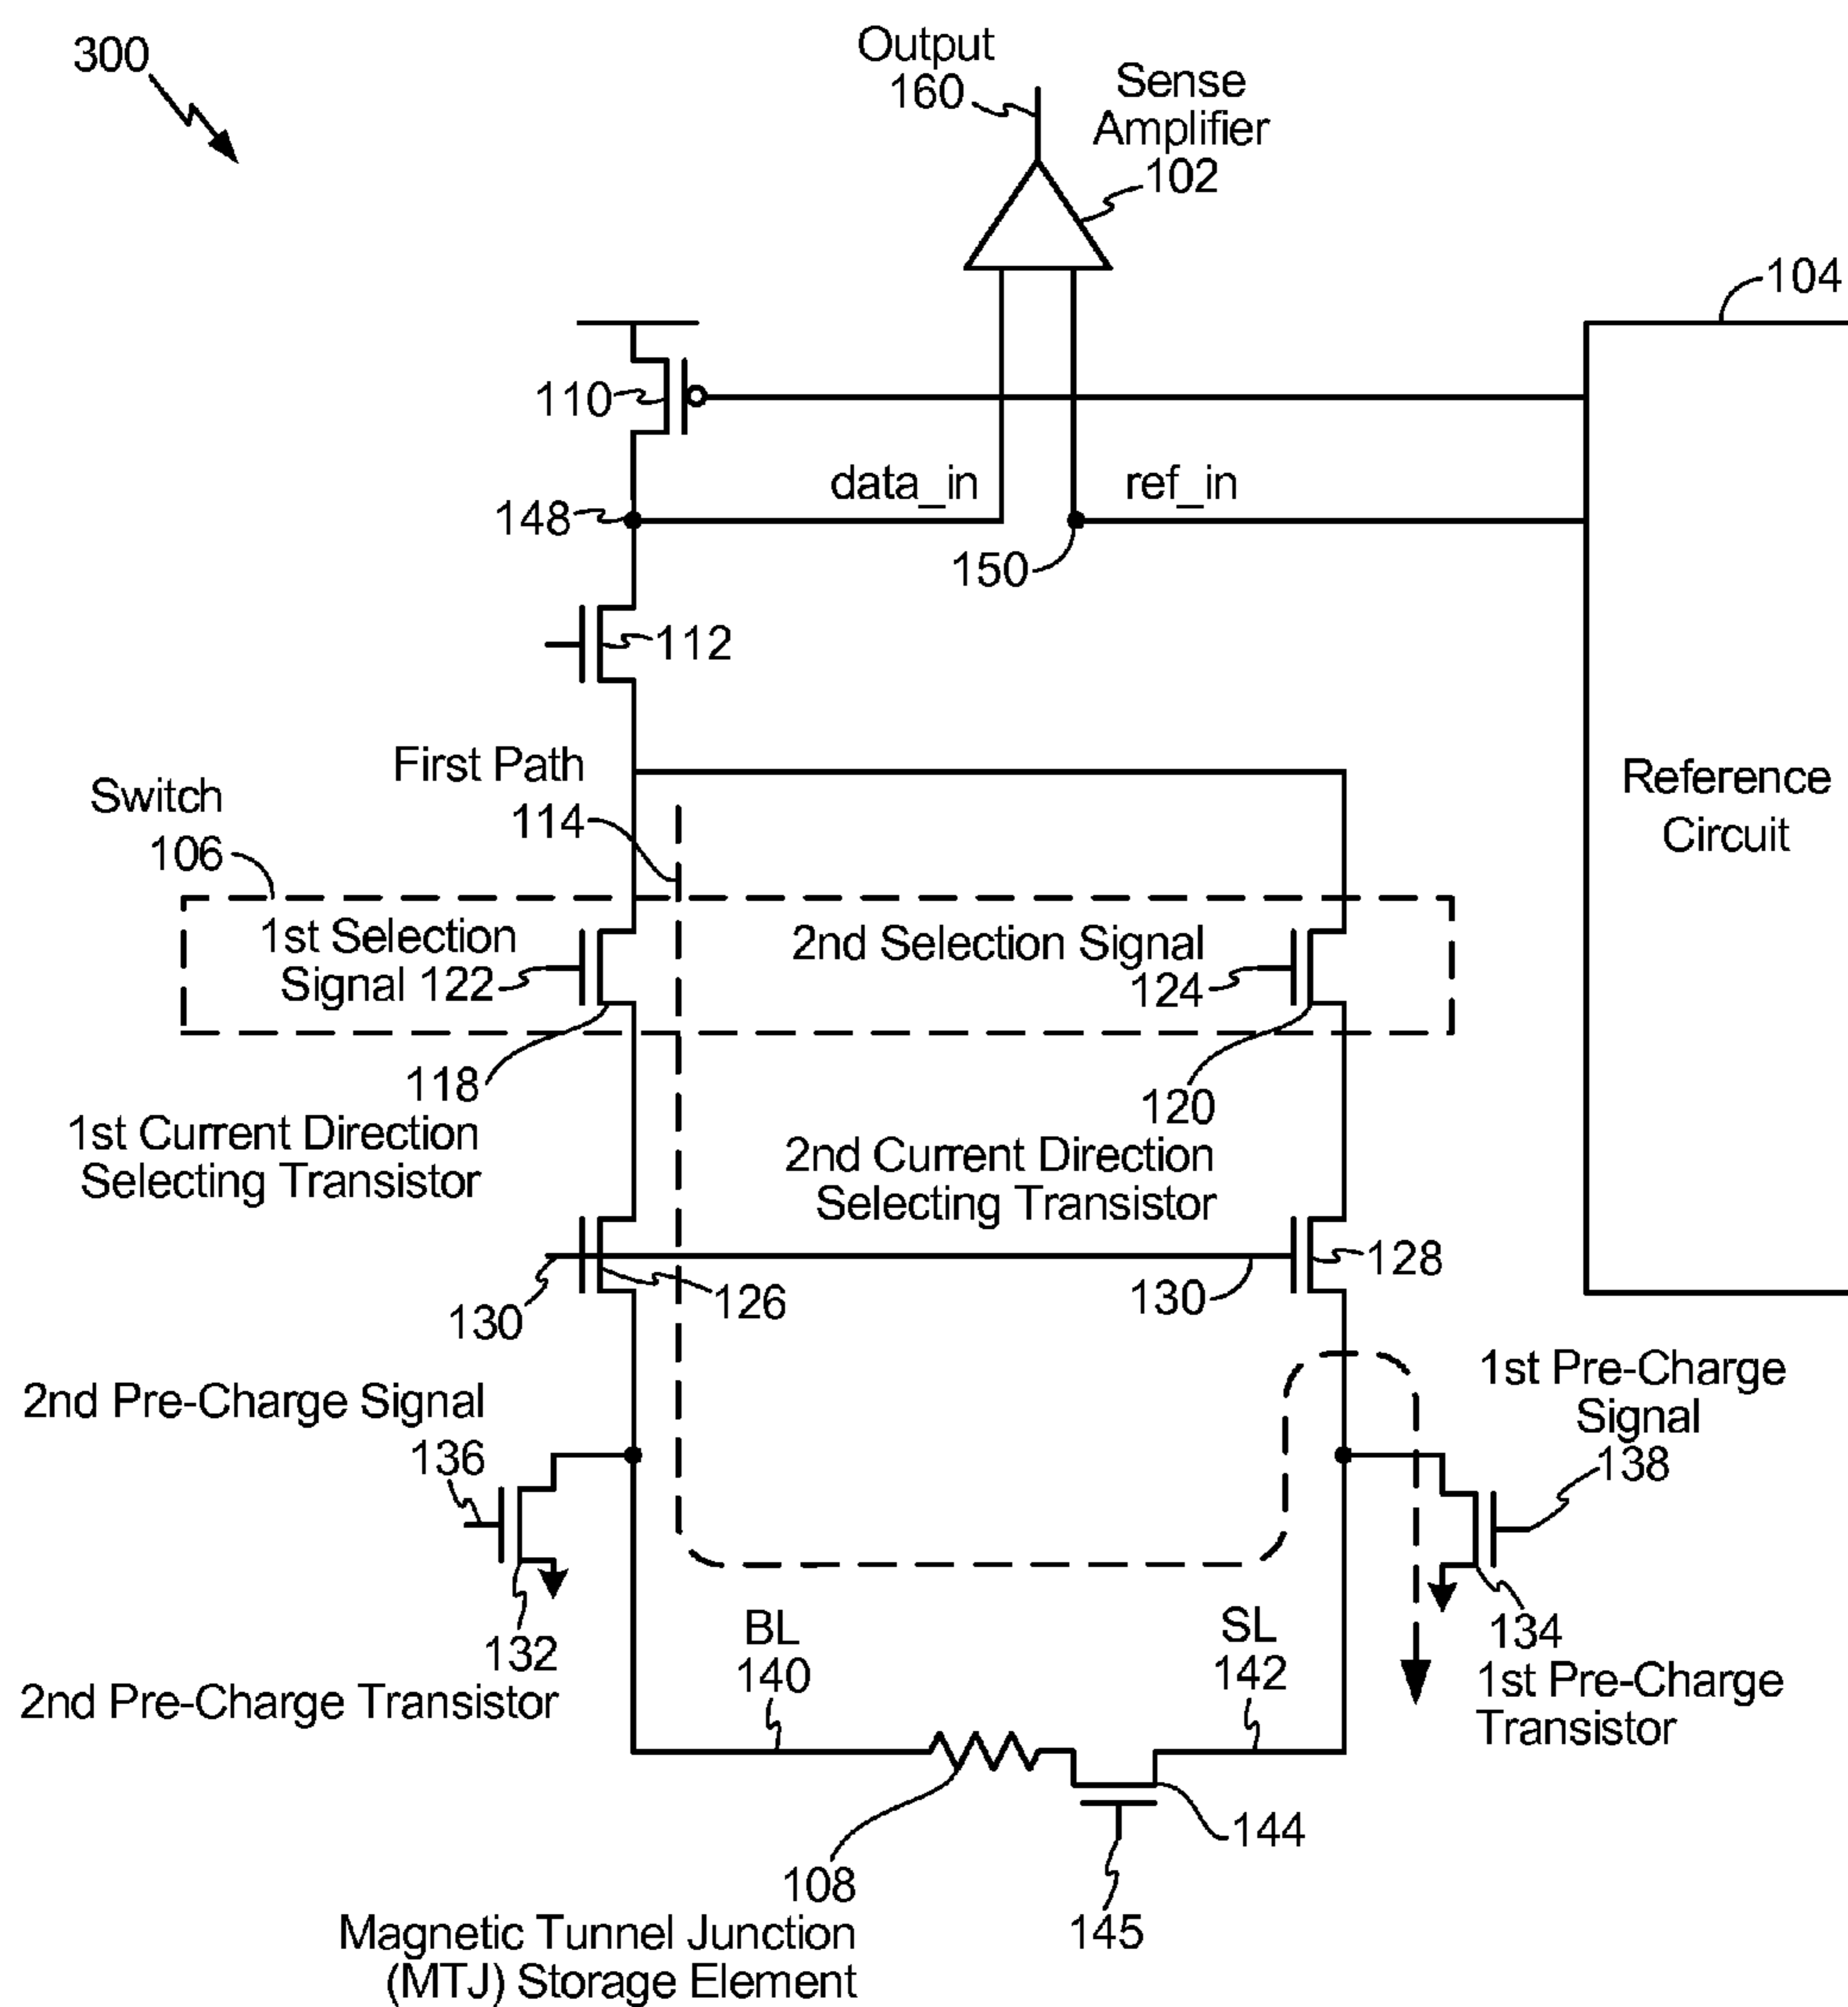 300
Output
160
Sense
Amplifier
102
104
110
data_in
ref_in
148
150
112
First Path
114
Switch
106
Reference
Circuit
1st Selection
Signal 122
2nd Selection Signal
124
118
1st Current Direction
Selecting Transistor
120
2nd Current Direction
Selecting Transistor
130
126
130
128
2nd Pre-Charge Signal
136
1st Pre-Charge
Signal
138
132
2nd Pre-Charge Transistor
BL
140
SL
142
134
1st Pre-Charge
Transistor
108
Magnetic Tunnel Junction
(MTJ) Storage Element
144
145